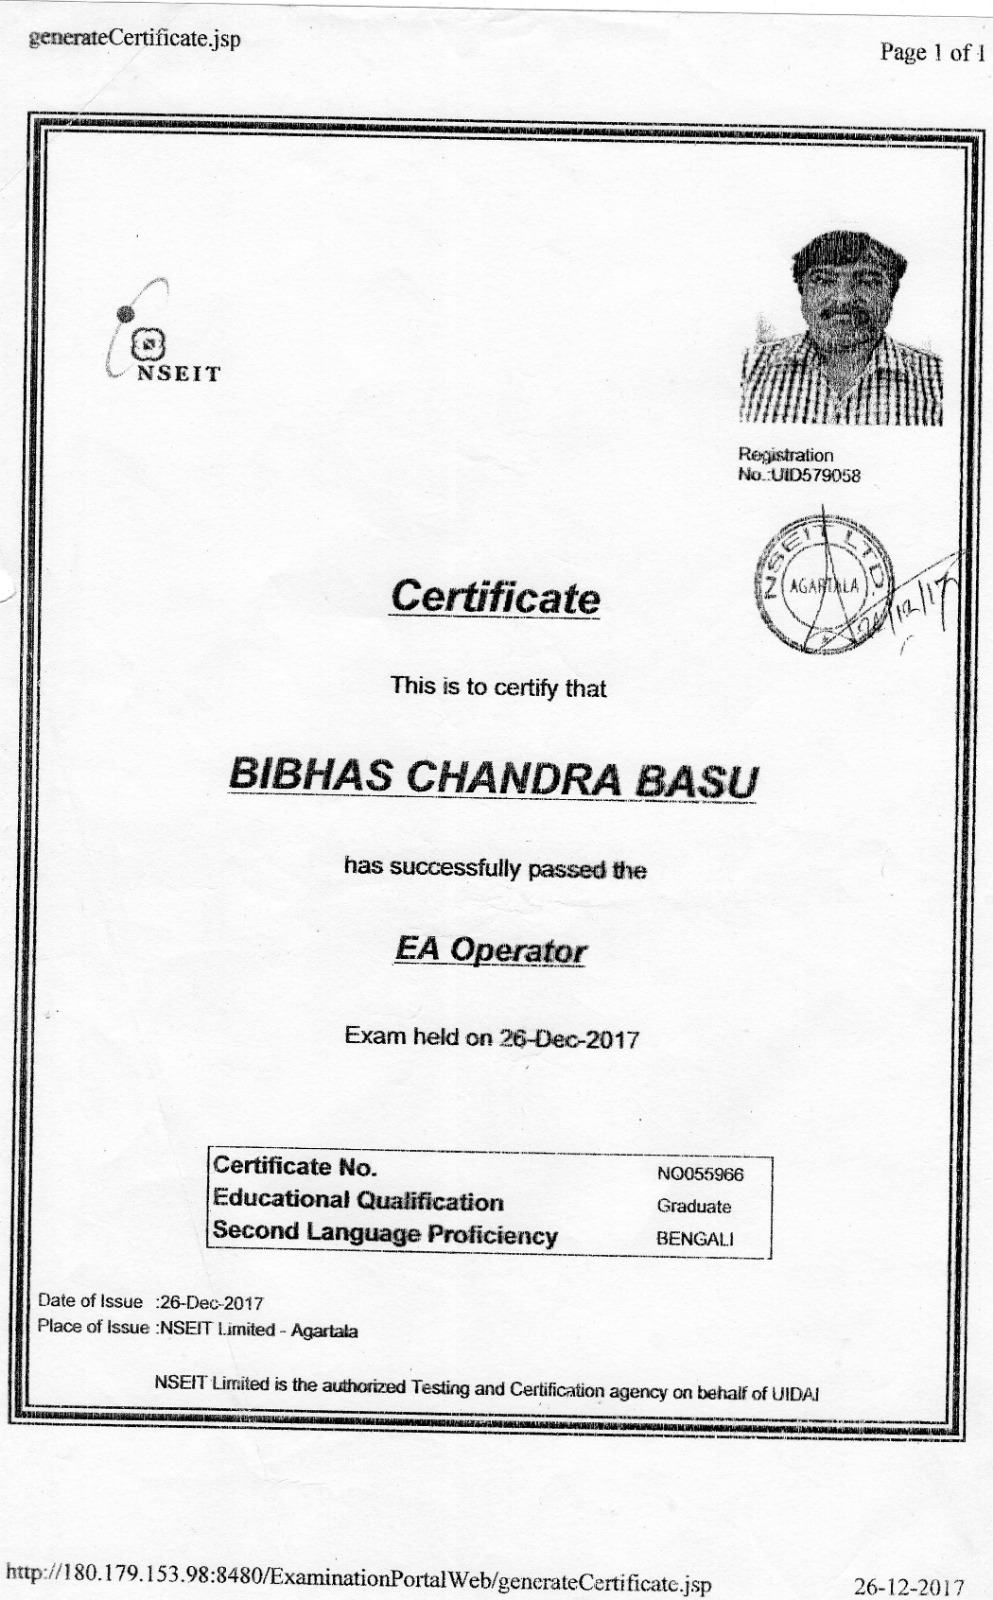 generateCertificate.jsp
Page 1 of 1
NSEIT
Registration
No.:UID579058
NSEIT LTD.
AGARTALA
26/12/17
Certificate
This is to certify that
BIBHAS CHANDRA BASU
has successfully passed the
EA Operator
Exam held on 26-Dec-2017
Certificate No. NO055966
Educational Qualification Graduate
Second Language Proficiency BENGALI
Date of Issue :26-Dec-2017
Place of Issue :NSEIT Limited - Agartala
NSEIT Limited is the authorized Testing and Certification agency on behalf of UIDAI
http://180.179.153.98:8480/ExaminationPortalWeb/generateCertificate.jsp
26-12-2017